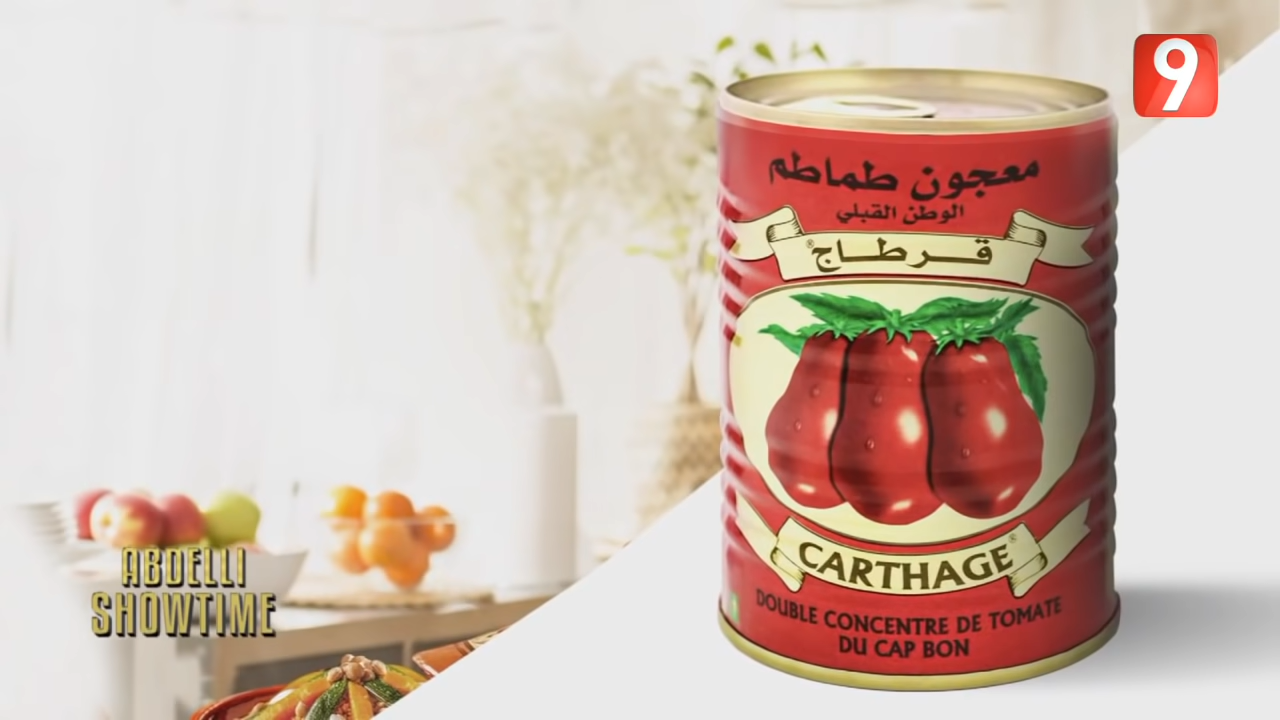 9
معجون طماطم
الوطن القبلي
قرطاج®
CARTHAGE®
DOUBLE CONCENTRE DE TOMATE
DU CAP BON
ABDELLI
SHOWTIME